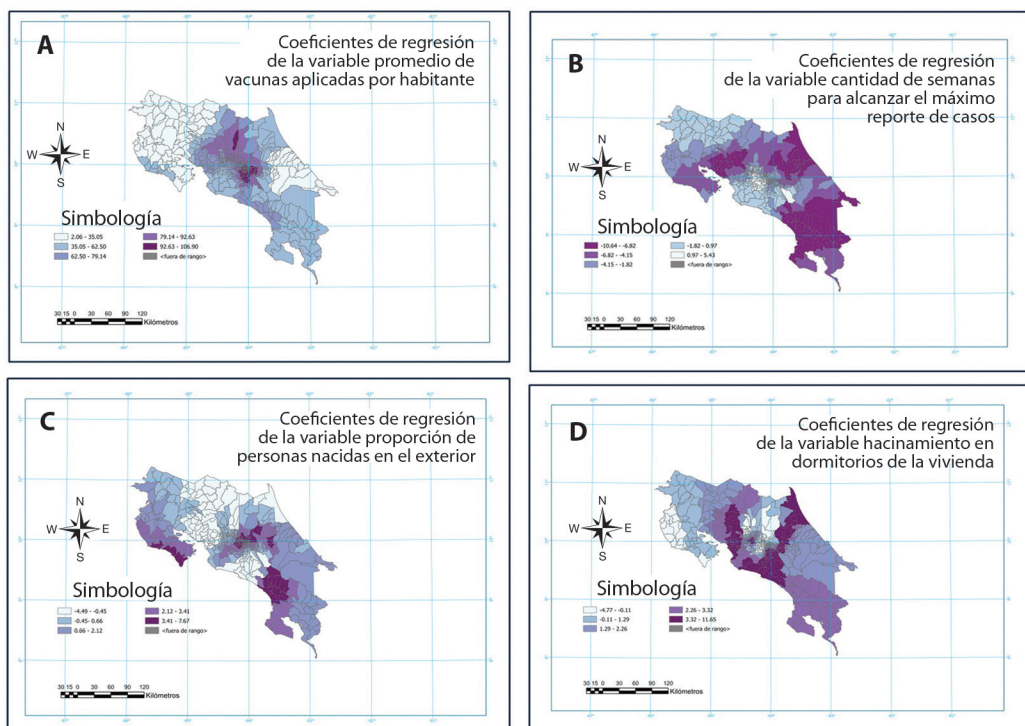 A
Coeficientes de regresión
de la variable promedio de
vacunas aplicadas por habitante
N
W E
S
Simbología
2.06 - 35.05
35.05 - 62.50
62.50 - 79.14
79.14 - 92.63
92.63 - 106.90
<fuera de rango>
30 15 0 30 60 90 120
Kilómetros
B
Coeficientes de regresión
de la variable cantidad de semanas
para alcanzar el máximo
reporte de casos
N
W E
S
Simbología
-10.64 - -6.82
-6.82 - -4.15
-4.15 - -1.82
-1.82 - 0.97
0.97 - 5.43
<fuera de rango>
30 15 0 30 60 90 120
Kilómetros
C
Coeficientes de regresión
de la variable proporción de
personas nacidas en el exterior
N
W E
S
Simbología
-4.49 - -0.45
-0.45- 0.66
0.66 - 2.12
2.12 - 3.41
3.41 - 7.67
<fuera de rango>
30 15 0 30 60 90 120
Kilómetros
D
Coeficientes de regresión
de la variable hacinamiento en
dormitorios de la vivienda
N
W E
S
Simbología
-4.77 - -0.11
-0.11 - 1.29
1.29 - 2.26
2.26 - 3.32
3.32 - 11.65
<fuera de rango>
30 15 0 30 60 90 120
Kilómetros